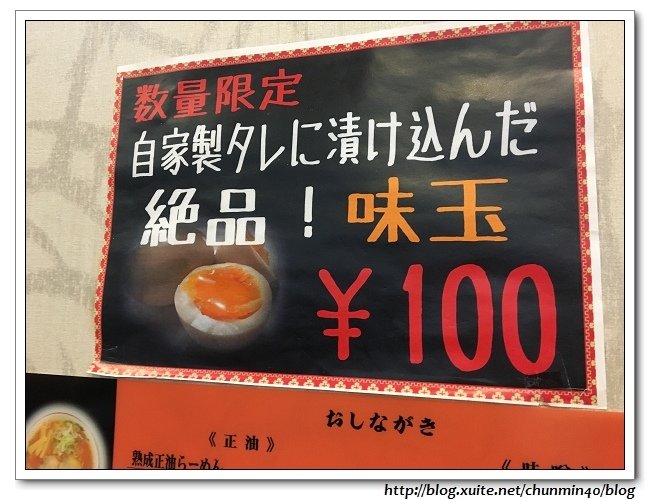 数量限定
自家製タレに漬け込んだ
絶品！味玉
￥100
おしながき
《正油》
熟成正油らーめん
http://blog.xuite.net/chunmin40/blog